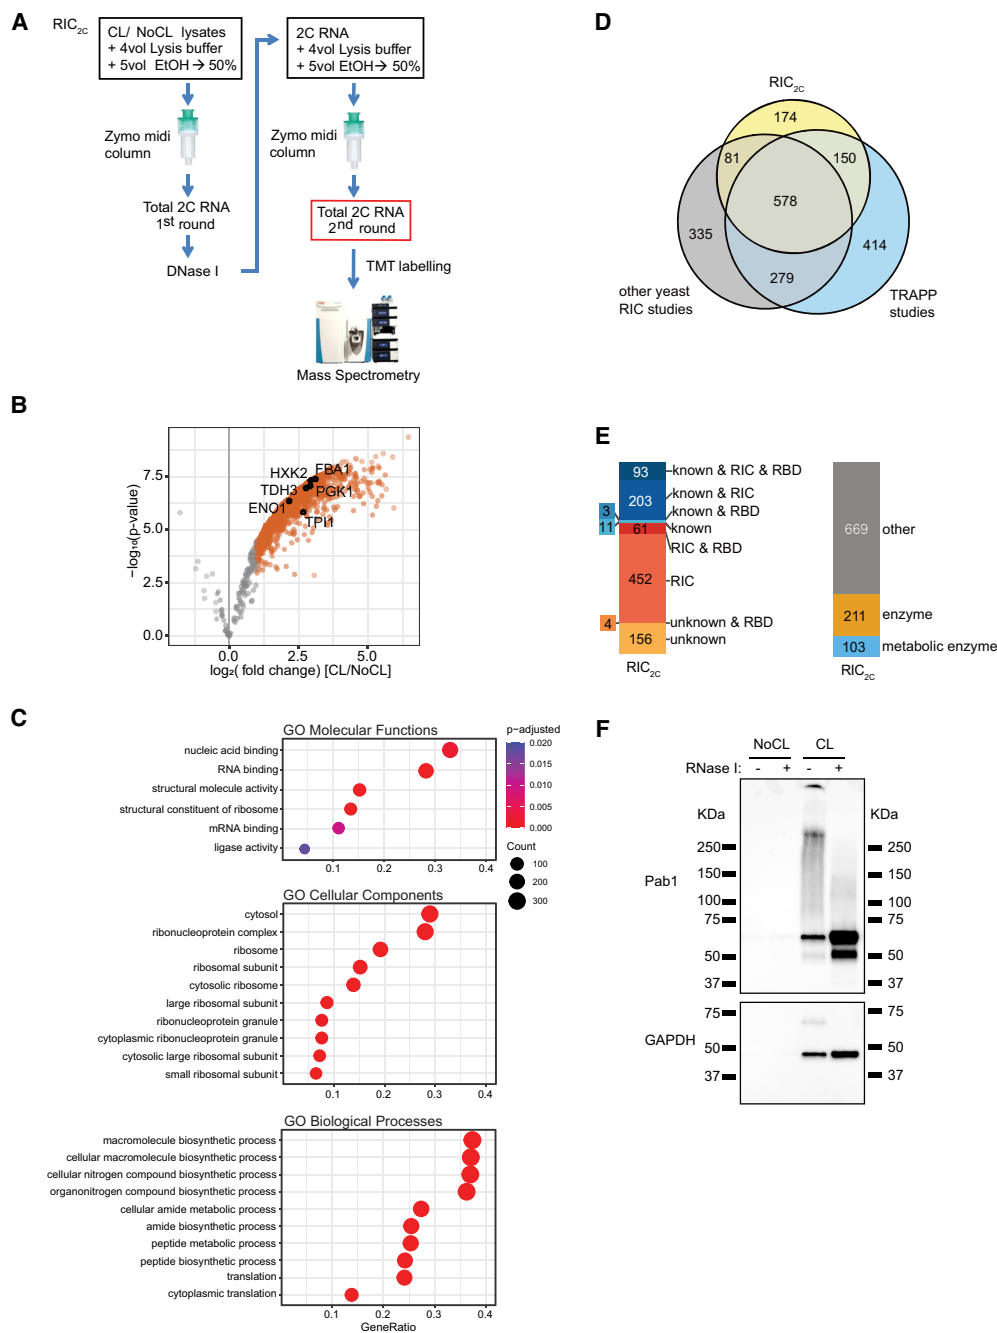 A
RIC2C
CL/ NoCL lysates
+ 4vol Lysis buffer
+ 5vol EtOH → 50%
Zymo midi
column
Total 2C RNA
1st round
DNase I
2C RNA
+ 4vol Lysis buffer
+ 5vol EtOH → 50%
Zymo midi
column
Total 2C RNA
2nd round
TMT labelling
Mass Spectrometry
B
−log10(p-value)
7.5
5.0
2.5
0.0
HXK2
FBA1
TDH3
PGK1
ENO1
TPI1
0.0
2.5
5.0
log2( fold change) [CL/NoCL]
C
GO Molecular Functions
nucleic acid binding
RNA binding
structural molecule activity
structural constituent of ribosome
mRNA binding
ligase activity
0.1
0.2
0.3
0.4
p−adjusted
0.020
0.015
0.010
0.005
0.000
Count
100
200
300
GO Cellular Components
cytosol
ribonucleoprotein complex
ribosome
ribosomal subunit
cytosolic ribosome
large ribosomal subunit
ribonucleoprotein granule
cytoplasmic ribonucleoprotein granule
cytosolic large ribosomal subunit
small ribosomal subunit
0.1
0.2
0.3
0.4
GO Biological Processes
macromolecule biosynthetic process
cellular macromolecule biosynthetic process
cellular nitrogen compound biosynthetic process
organonitrogen compound biosynthetic process
cellular amide metabolic process
amide biosynthetic process
peptide metabolic process
peptide biosynthetic process
translation
cytoplasmic translation
0.1
0.2
0.3
0.4
GeneRatio
D
RIC2C
174
81
150
578
335
414
279
other yeast
RIC studies
TRAPP
studies
E
93
203
3
11
61
452
4
156
known & RIC & RBD
known & RIC
known & RBD
known
RIC & RBD
RIC
unknown & RBD
unknown
RIC2C
669
other
211
enzyme
103
metabolic enzyme
RIC2C
F
NoCL
CL
RNase I:
-
+
-
+
KDa
KDa
Pab1
250
150
100
75
50
37
250
150
100
75
50
37
GAPDH
75
50
37
75
50
37